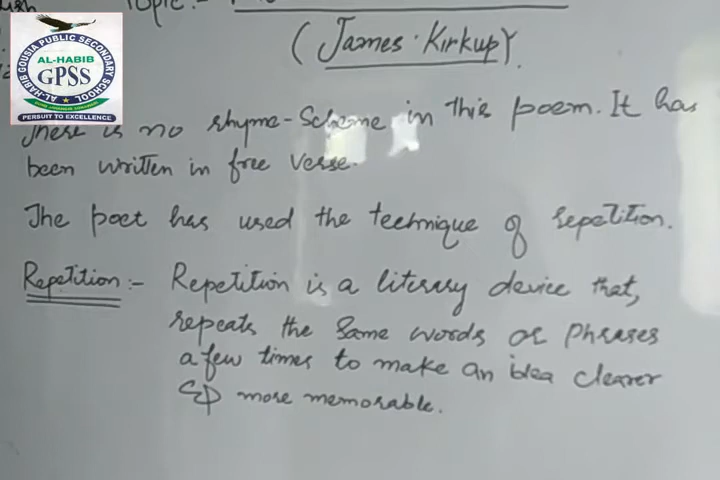 Topic:-
(James Kirkup).
AL-HABIB GOUSIA PUBLIC SECONDARY SCHOOL
AL-HABIB
GPSS
PERSUIT TO EXCELLENCE
There is no rhyme-Scheme in this poem. It has
been written in free verse.
The poet has used the technique of repetition.
Repetition:- Repetition is a literary device that,
repeats the same words or phrases
a few times to make an idea clearer
& more memorable.